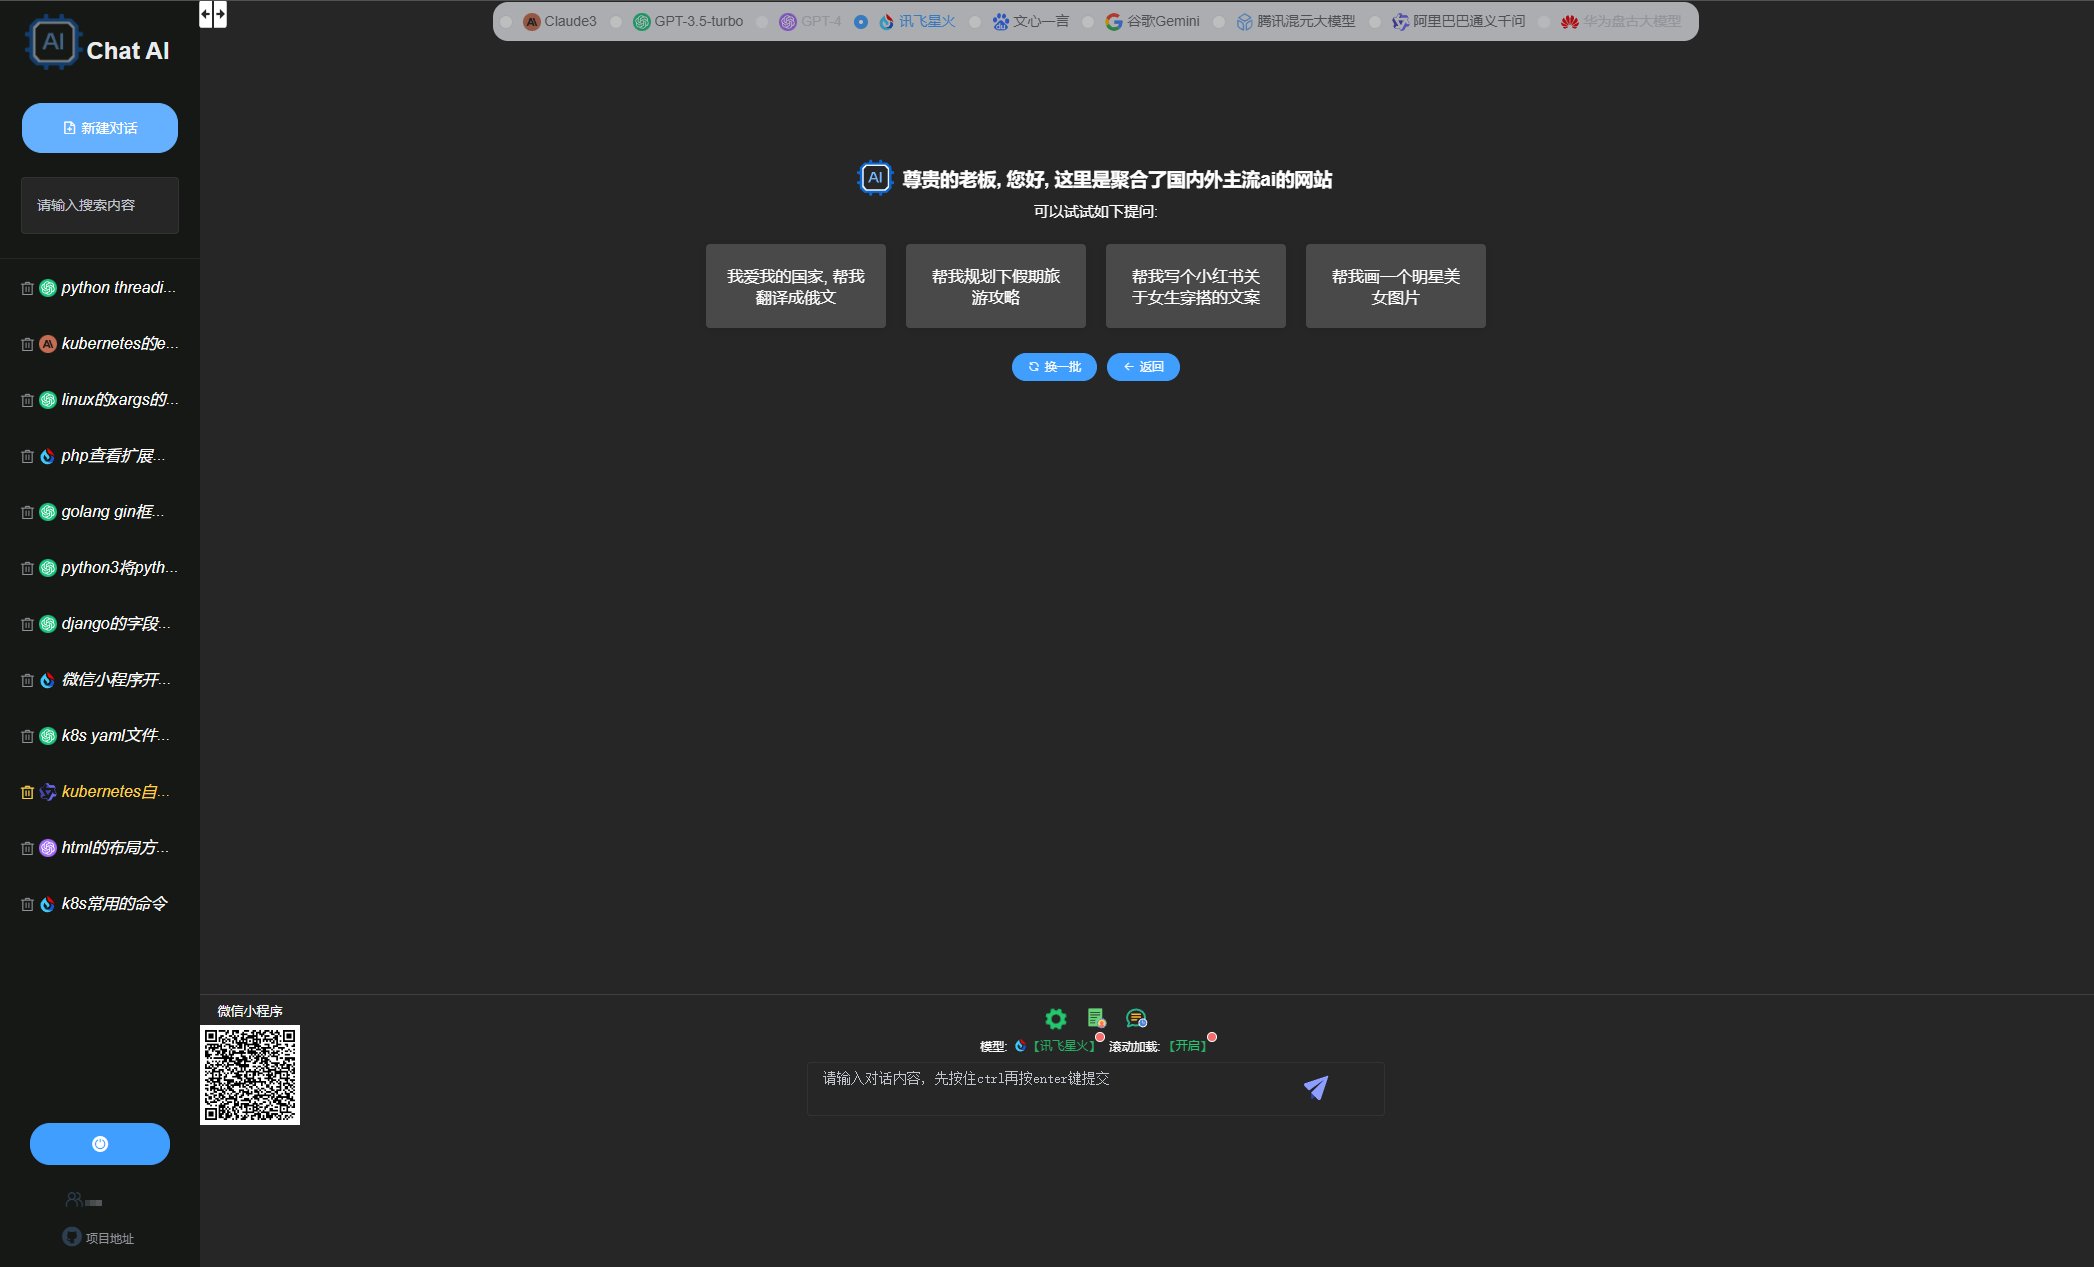 AI Chat AI
新建对话
请输入搜索内容
python threadi...
kubernetes的e...
linux的xargs的...
php查看扩展...
golang gin框...
python3将pyth...
django的字段...
微信小程序开...
k8s yaml文件...
kubernetes自...
html的布局方...
k8s常用的命令
项目地址
Claude3 GPT-3.5-turbo GPT-4 讯飞星火 文心一言 谷歌Gemini 腾讯混元大模型 阿里巴巴通义千问 华为盘古大模型
AI 尊贵的老板, 您好, 这里是聚合了国内外主流ai的网站
可以试试如下提问:
我爱我的国家, 帮我
翻译成俄文
帮我规划下假期旅
游攻略
帮我写个小红书关
于女生穿搭的文案
帮我画一个明星美
女图片
换一批 返回
微信小程序
模型: 【讯飞星火】 滚动加载: 【开启】
请输入对话内容, 先按住ctrl再按enter键提交